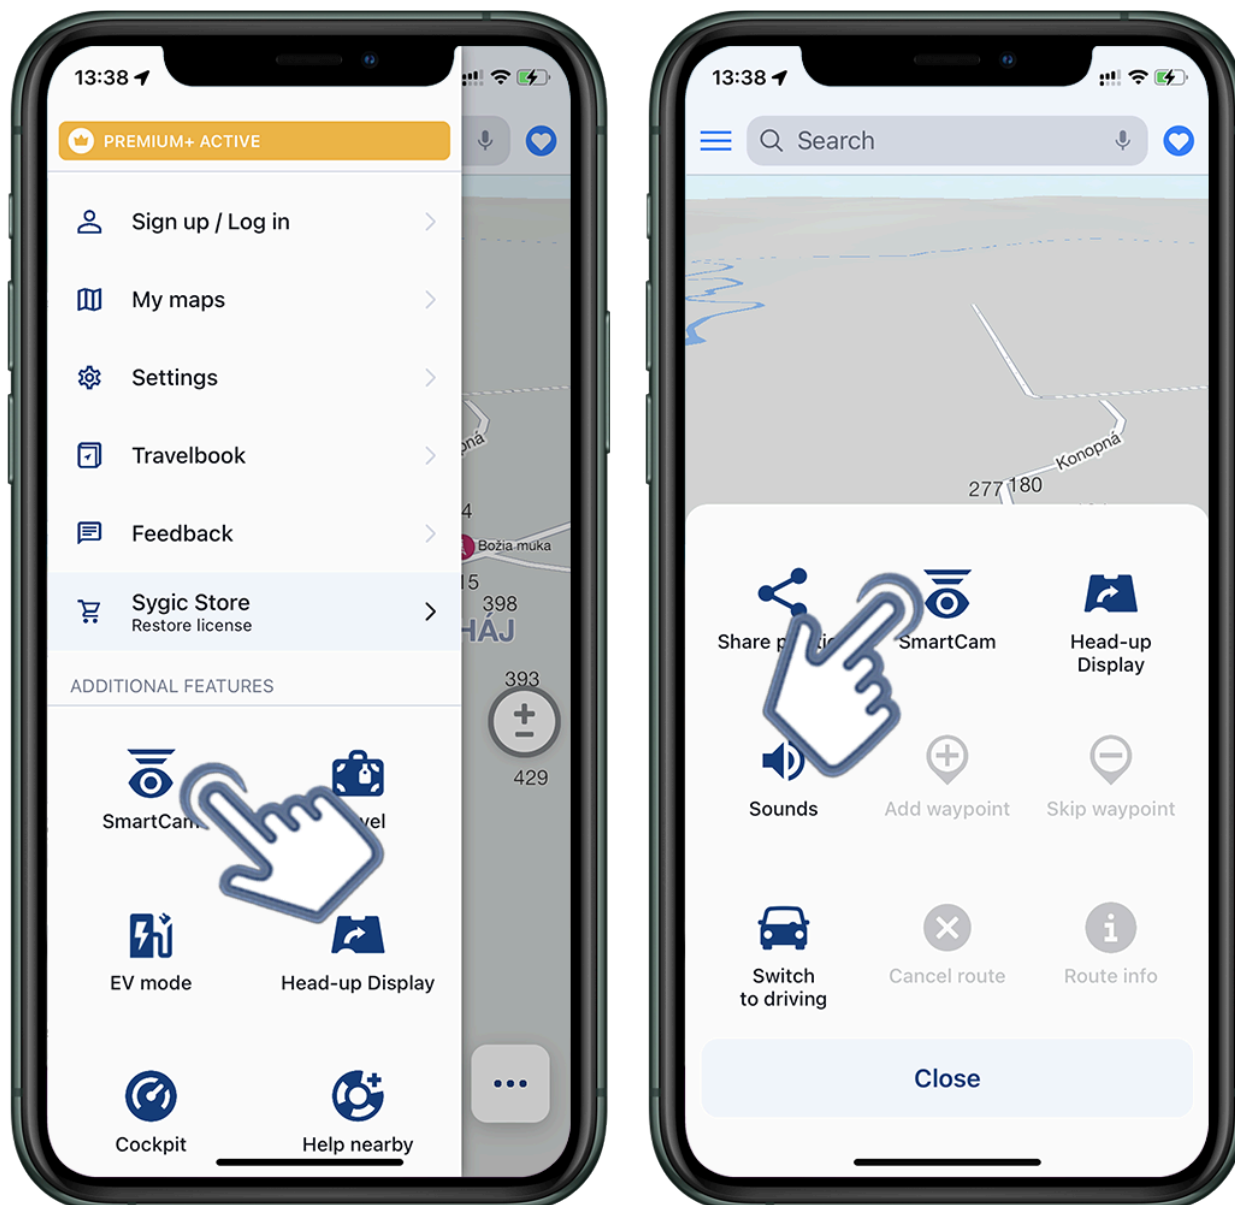 13:38
PREMIUM+ ACTIVE
Sign up / Log in
My maps
Settings
Travelbook
Feedback
Sygic Store
Restore license
ADDITIONAL FEATURES
SmartCam
EV mode
Head-up Display
Cockpit
Help nearby
4
Božia muka
15
398
HÁJ
393
429
13:38
Search
Konopná
277 180
Share
SmartCam
Head-up
Display
Sounds
Add waypoint
Skip waypoint
Switch
to driving
Cancel route
Route info
Close